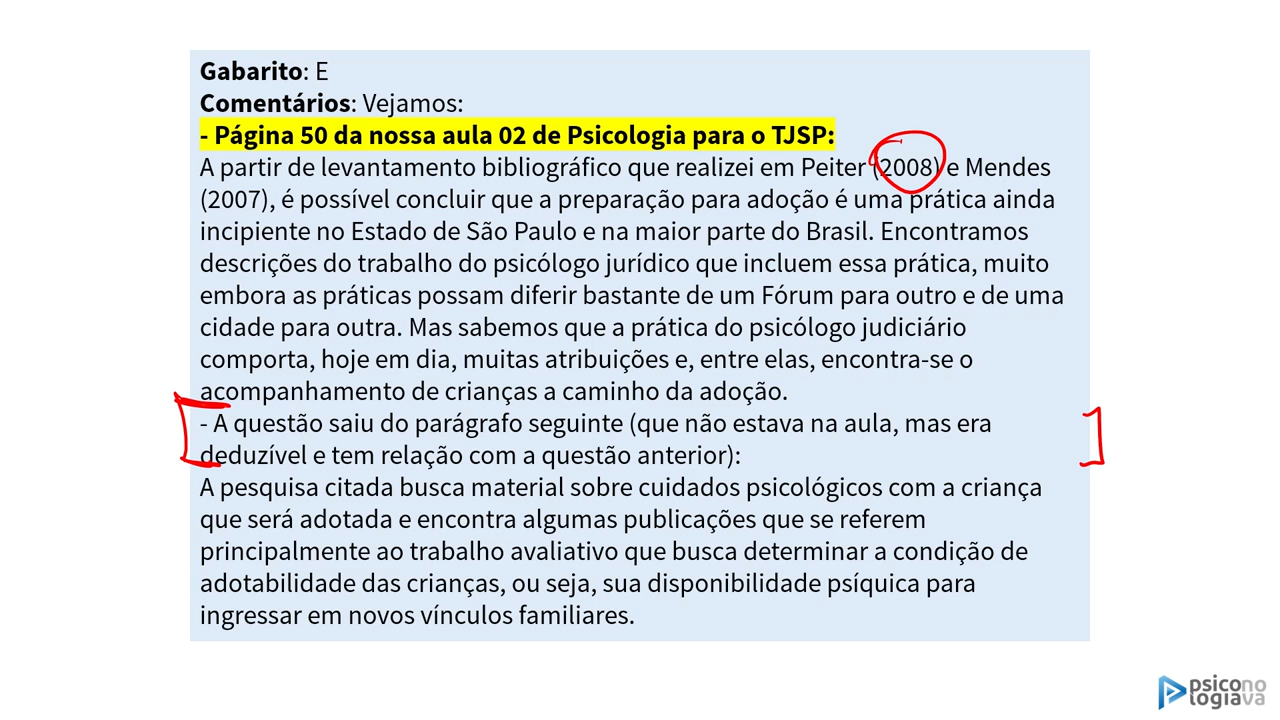 Gabarito: E
Comentários: Vejamos:
- Página 50 da nossa aula 02 de Psicologia para o TJSP:
A partir de levantamento bibliográfico que realizei em Peiter (2008) e Mendes
(2007), é possível concluir que a preparação para adoção é uma prática ainda
incipiente no Estado de São Paulo e na maior parte do Brasil. Encontramos
descrições do trabalho do psicólogo jurídico que incluem essa prática, muito
embora as práticas possam diferir bastante de um Fórum para outro e de uma
cidade para outra. Mas sabemos que a prática do psicólogo judiciário
comporta, hoje em dia, muitas atribuições e, entre elas, encontra-se o
acompanhamento de crianças a caminho da adoção.
- A questão saiu do parágrafo seguinte (que não estava na aula, mas era
deduzível e tem relação com a questão anterior):
A pesquisa citada busca material sobre cuidados psicológicos com a criança
que será adotada e encontra algumas publicações que se referem
principalmente ao trabalho avaliativo que busca determinar a condição de
adotabilidade das crianças, ou seja, sua disponibilidade psíquica para
ingressar em novos vínculos familiares.
psicono
logiava